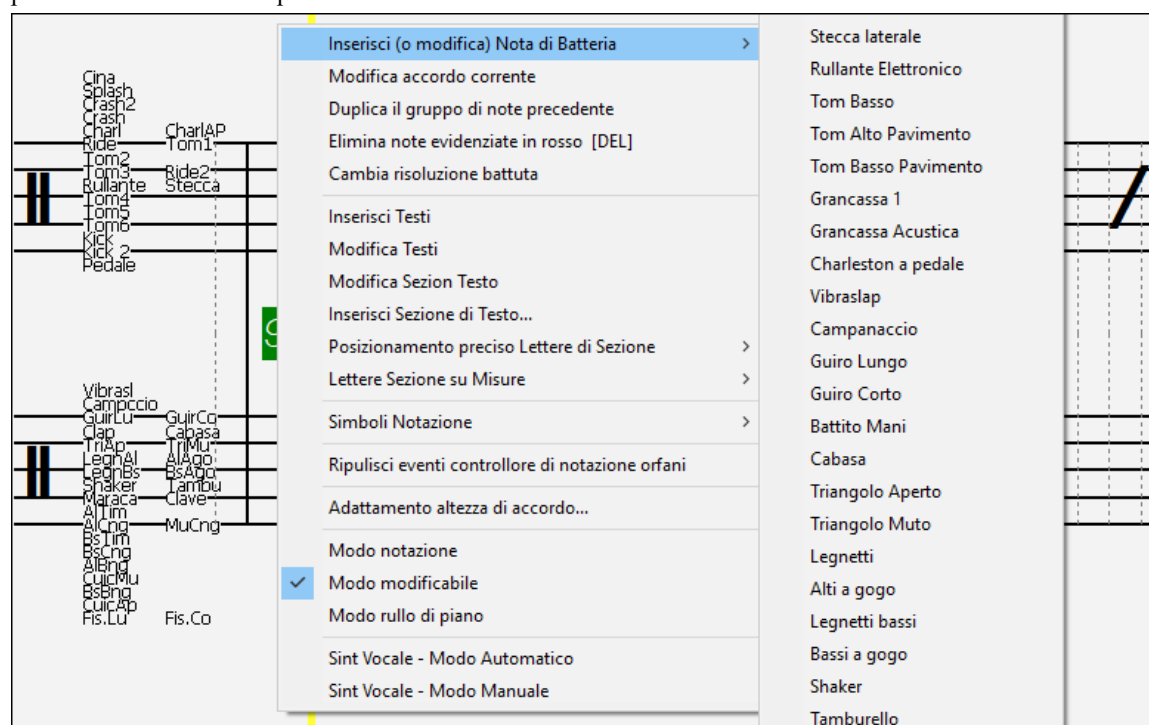 Cina
Splash
Crash2
Crash
Charl CharlAP
Ride Tom1
Tom2
Tom3 Ride2
Rullante Stecca
Tom4
Tom5
Tom6
Kick
Kick 2
Pedale
Vibrasl
Campccio
GuirLu GuirCo
Clap Cabasa
TriAp TriMu
LegnAl AlAgo
LegnBs BsAgo
Shaker Tambu
Maraca Clave
AlTim
AlCng MuCng
BsTim
BsCng
AlBng
CuicMu
BsBng
CuicAp
Fis.Lu Fis.Co
Inserisci (o modifica) Nota di Batteria
Modifica accordo corrente
Duplica il gruppo di note precedente
Elimina note evidenziate in rosso [DEL]
Cambia risoluzione battuta
Inserisci Testi
Modifica Testi
Modifica Sezion Testo
Inserisci Sezione di Testo...
Posizionamento preciso Lettere di Sezione
Lettere Sezione su Misure
Simboli Notazione
Ripulisci eventi controllore di notazione orfani
Adattamento altezza di accordo...
Modo notazione
Modo modificabile
Modo rullo di piano
Sint Vocale - Modo Automatico
Sint Vocale - Modo Manuale
Stecca laterale
Rullante Elettronico
Tom Basso
Tom Alto Pavimento
Tom Basso Pavimento
Grancassa 1
Grancassa Acustica
Charleston a pedale
Vibraslap
Campanaccio
Guiro Lungo
Guiro Corto
Battito Mani
Cabasa
Triangolo Aperto
Triangolo Muto
Legnetti
Alti a gogo
Legnetti bassi
Bassi a gogo
Shaker
Tamburello